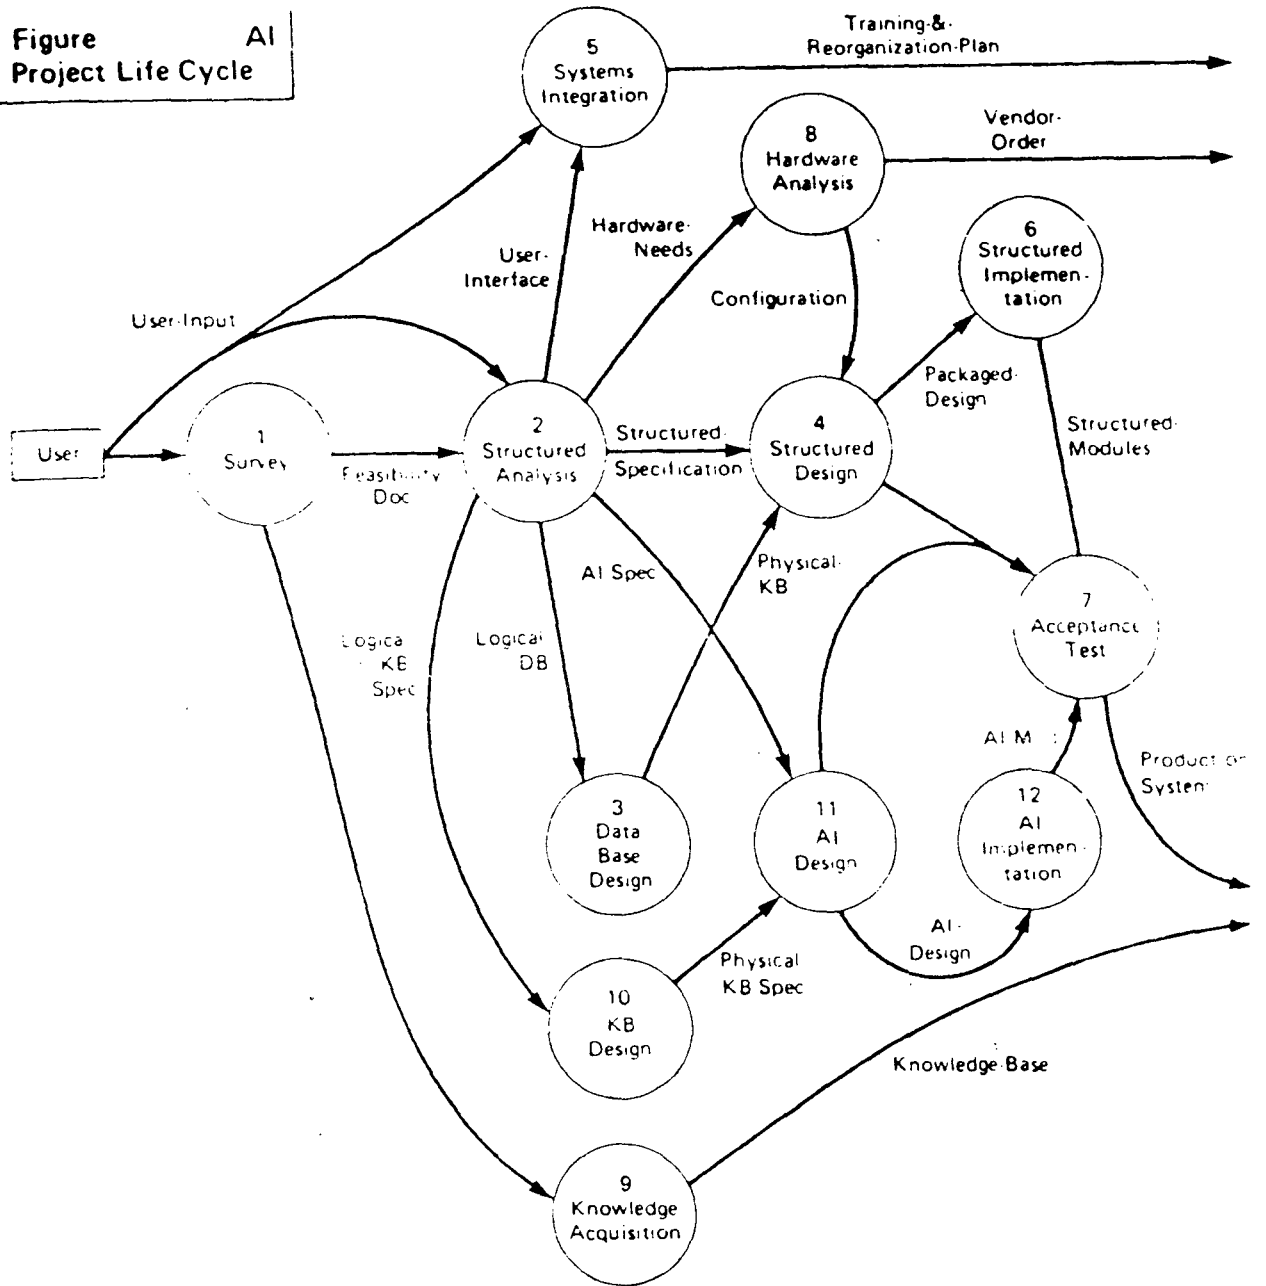 Figure AI
Project Life Cycle
Training-&-
Reorganization-Plan
5
Systems
Integration
Vendor-
Order
8
Hardware
Analysis
6
Structured
Implemen-
tation
Hardware-
Needs
User-
Interface
Configuration
User-Input
Packaged-
Design
Structured-
Modules
User
1
Survey
Feasibility
Doc
2
Structured
Analysis
Structured-
Specification
4
Structured
Design
AI Spec
Physical-
KB
Logical
DB
KB
Spec
7
Acceptance
Test
AI
System
3
Data
Base
Design
11
AI
Design
12
AI
Implemen-
tation
AI-
Design
Physical
KB Spec
10
KB
Design
Knowledge-Base
9
Knowledge
Acquisition